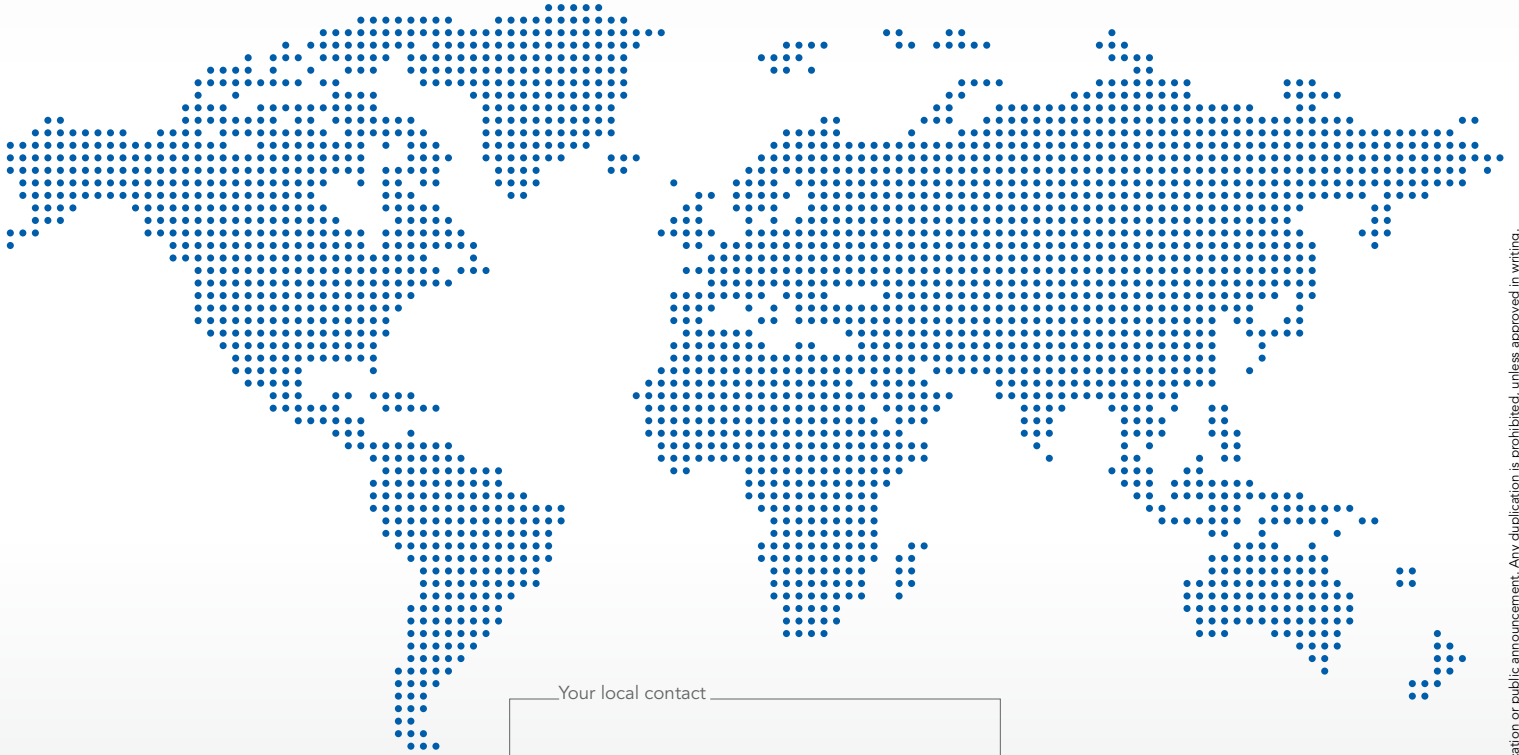 Your local contact
ation or public announcement. Any duplication is prohibited, unless approved in writing.